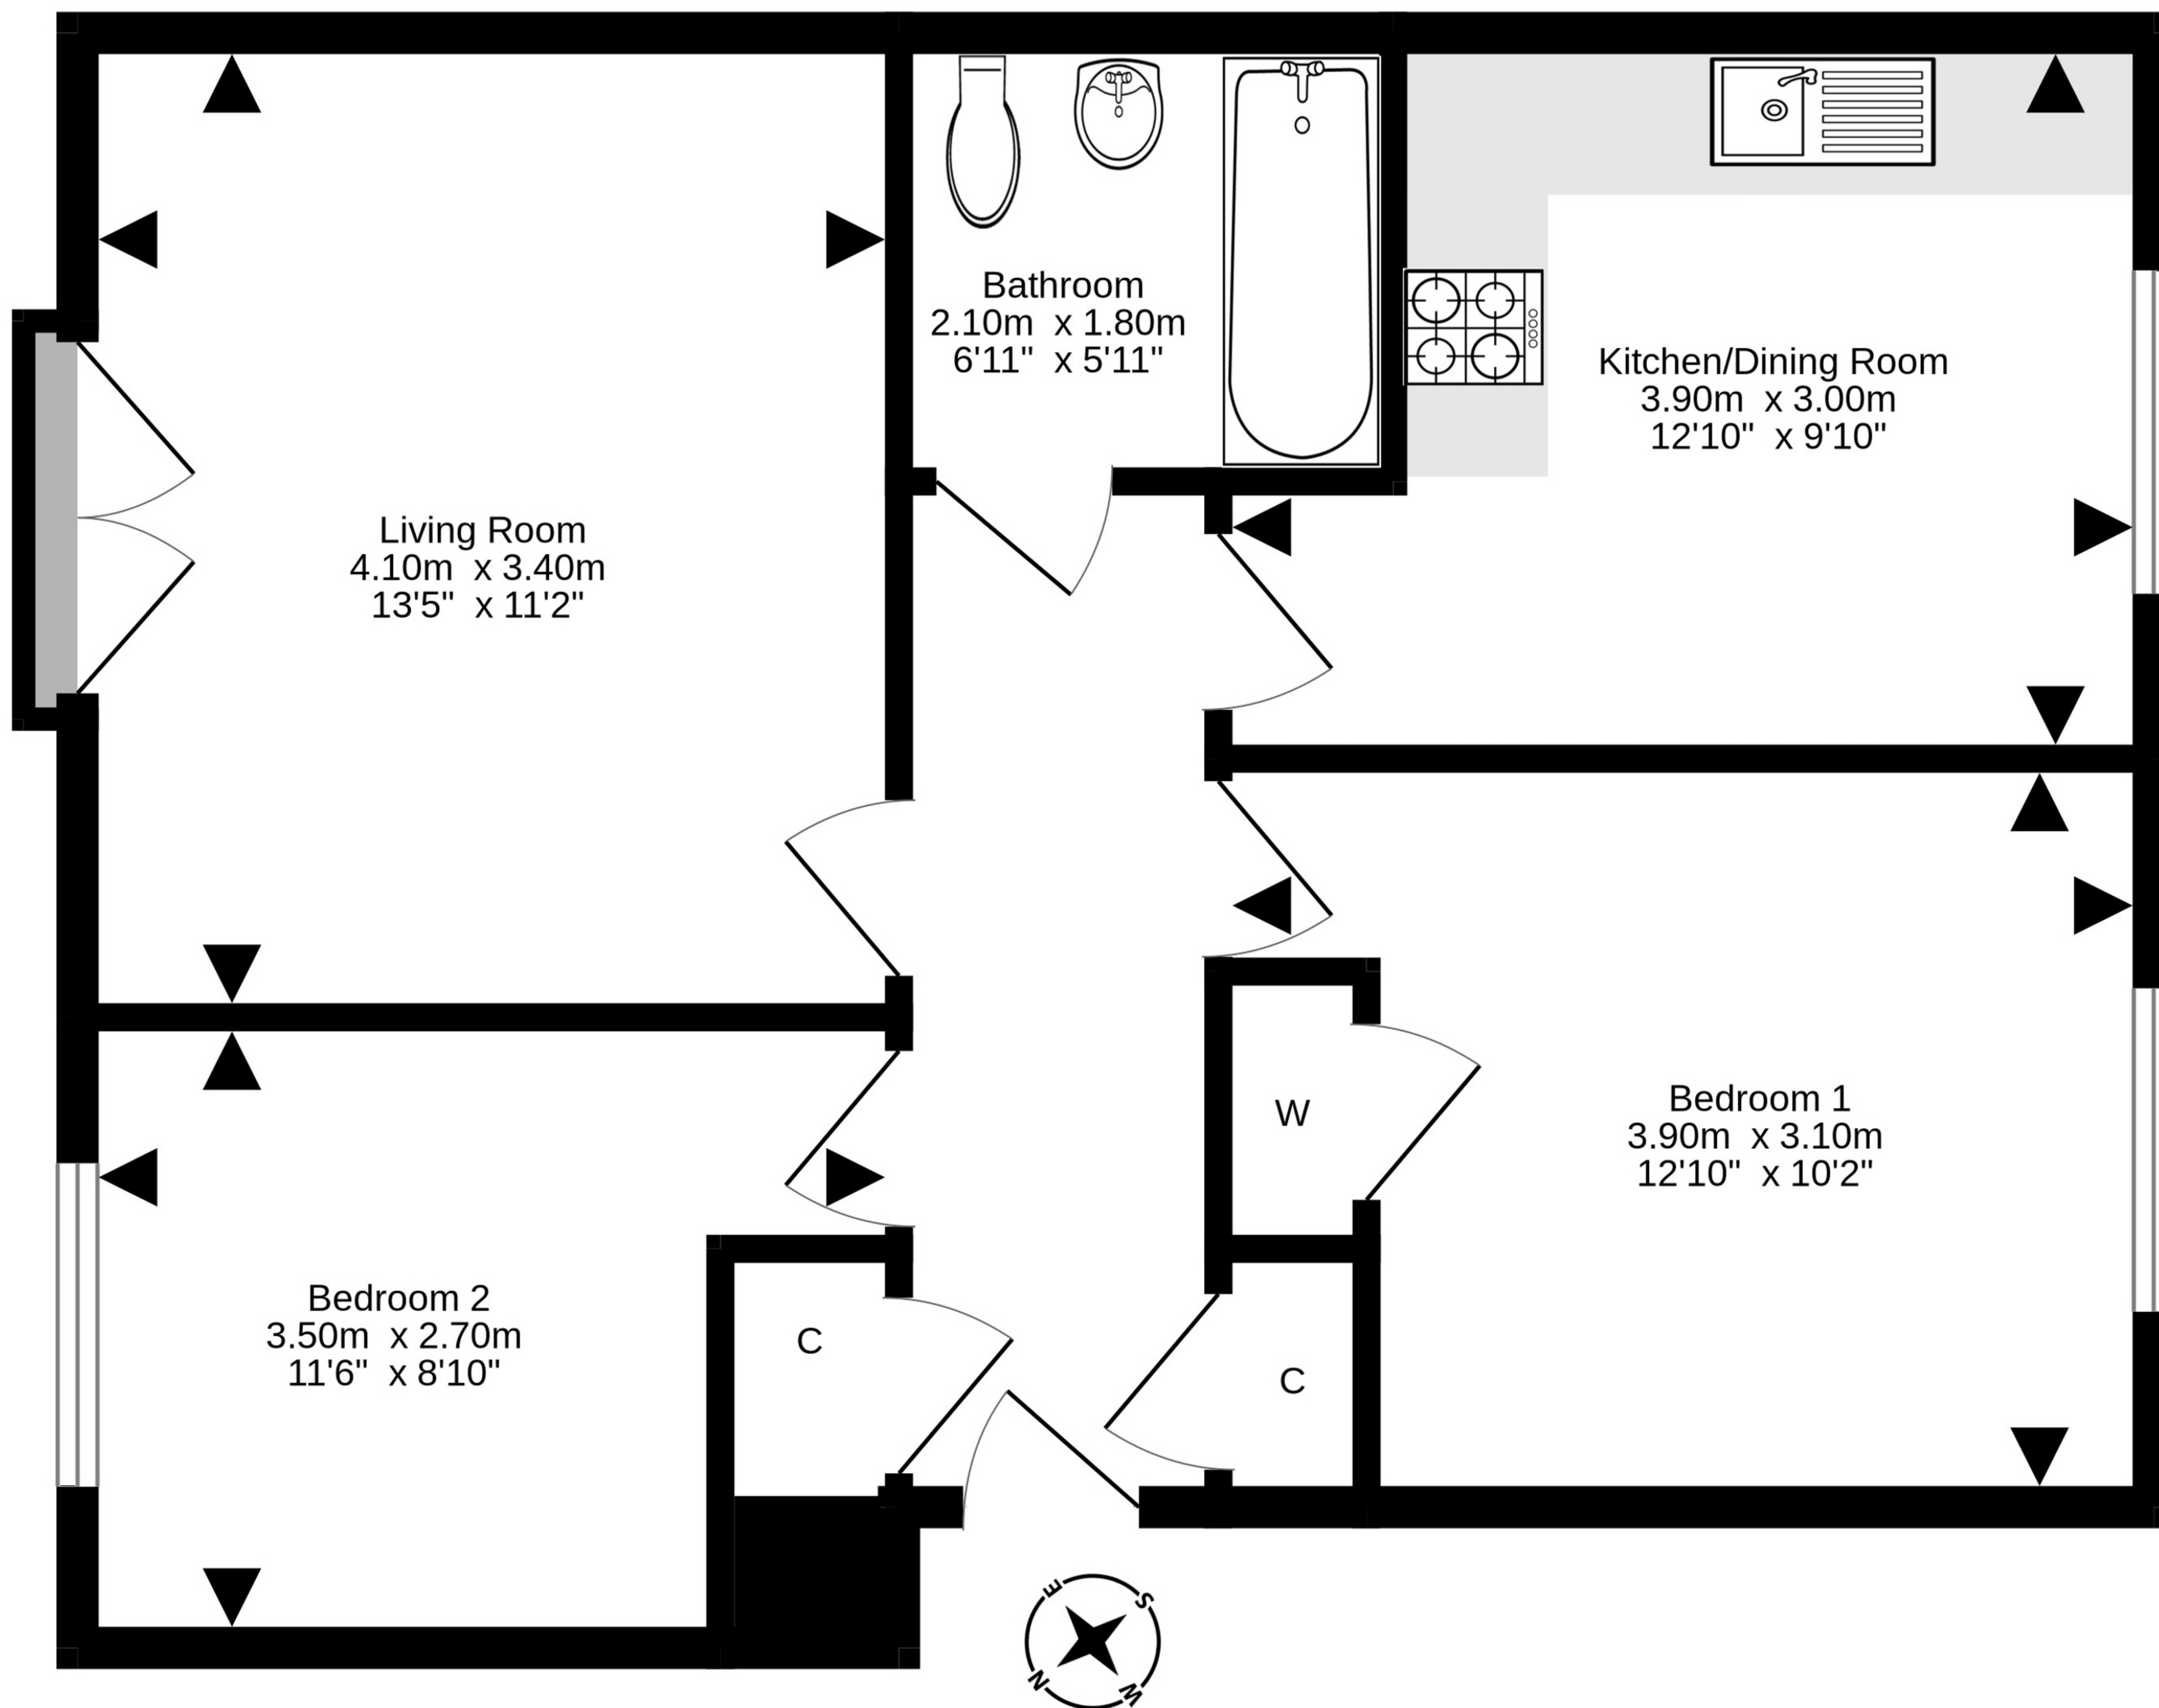 Bathroom
2.10m x 1.80m
6'11" x 5'11"
Kitchen/Dining Room
3.90m x 3.00m
12'10" x 9'10"
Living Room
4.10m x 3.40m
13'5" x 11'2"
W
Bedroom 1
3.90m x 3.10m
12'10" x 10'2"
Bedroom 2
3.50m x 2.70m
11'6" x 8'10"
C
C
E
S
N
W